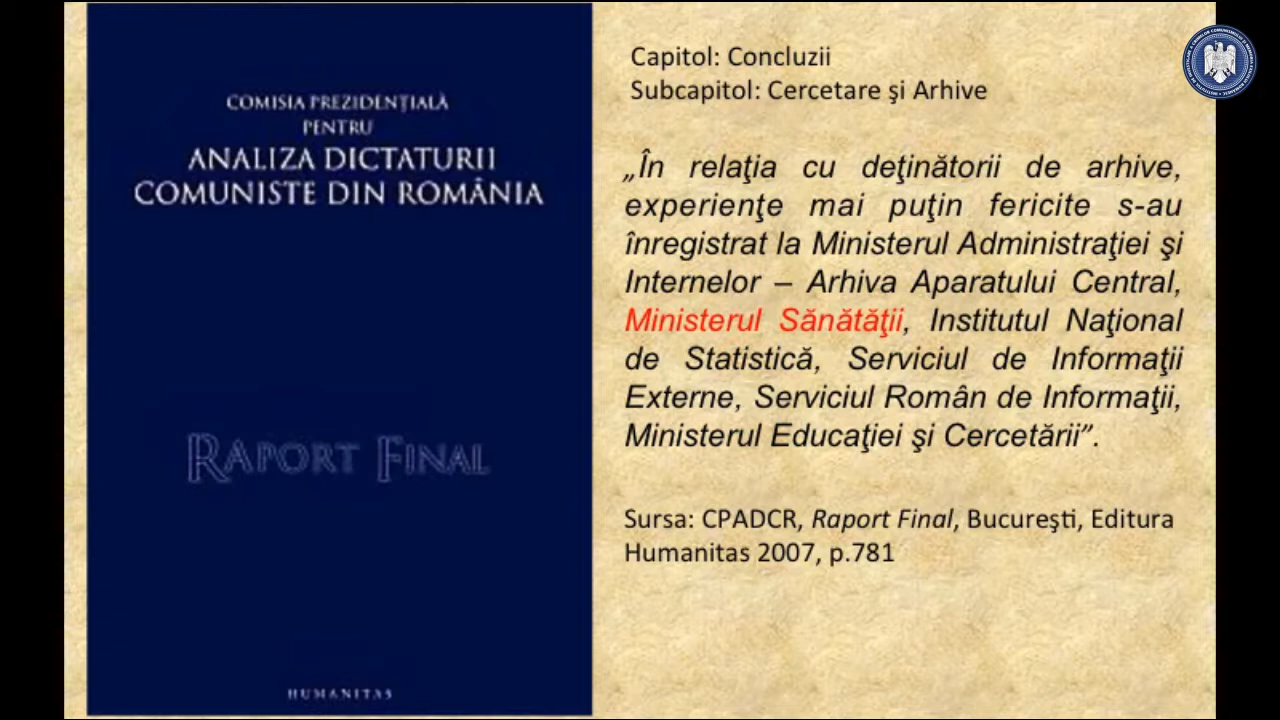 COMISIA PREZIDENŢIALĂ
PENTRU
ANALIZA DICTATURII
COMUNISTE DIN ROMÂNIA
RAPORT FINAL
HUMANITAS
Capitol: Concluzii
Subcapitol: Cercetare şi Arhive
„În relaţia cu deţinătorii de arhive,
experienţe mai puţin fericite s-au
înregistrat la Ministerul Administraţiei şi
Internelor – Arhiva Aparatului Central,
Ministerul Sănătăţii, Institutul Naţional
de Statistică, Serviciul de Informaţii
Externe, Serviciul Român de Informaţii,
Ministerul Educaţiei şi Cercetării”.
Sursa: CPADCR, Raport Final, Bucureşti, Editura
Humanitas 2007, p.781